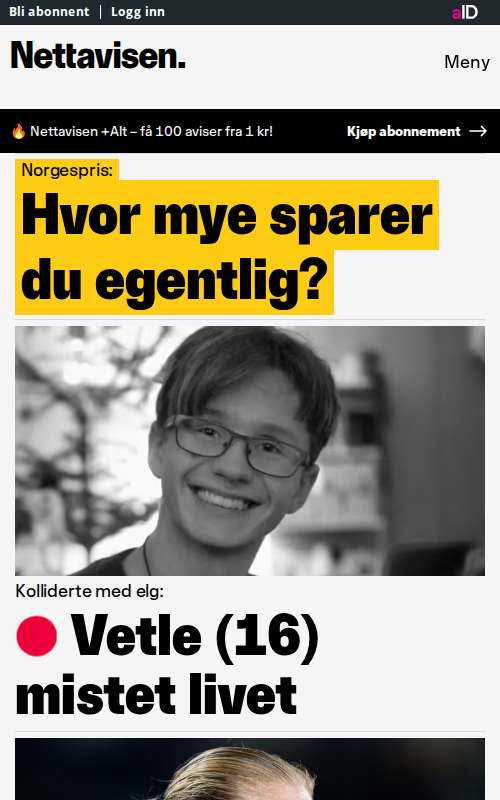 Bli abonnent | Logg inn
aID
Nettavisen.
Meny
🔥 Nettavisen +Alt – få 100 aviser fra 1 kr!
Kjøp abonnement →
Norgespris:
Hvor mye sparer
du egentlig?
Kolliderte med elg:
Vetle (16)
mistet livet